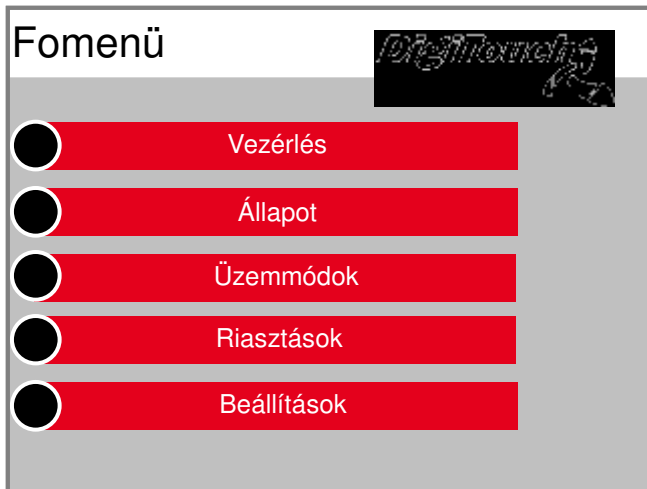 Fomenü
DigiTouch
Vezérlés
Állapot
Üzemmódok
Riasztások
Beállítások